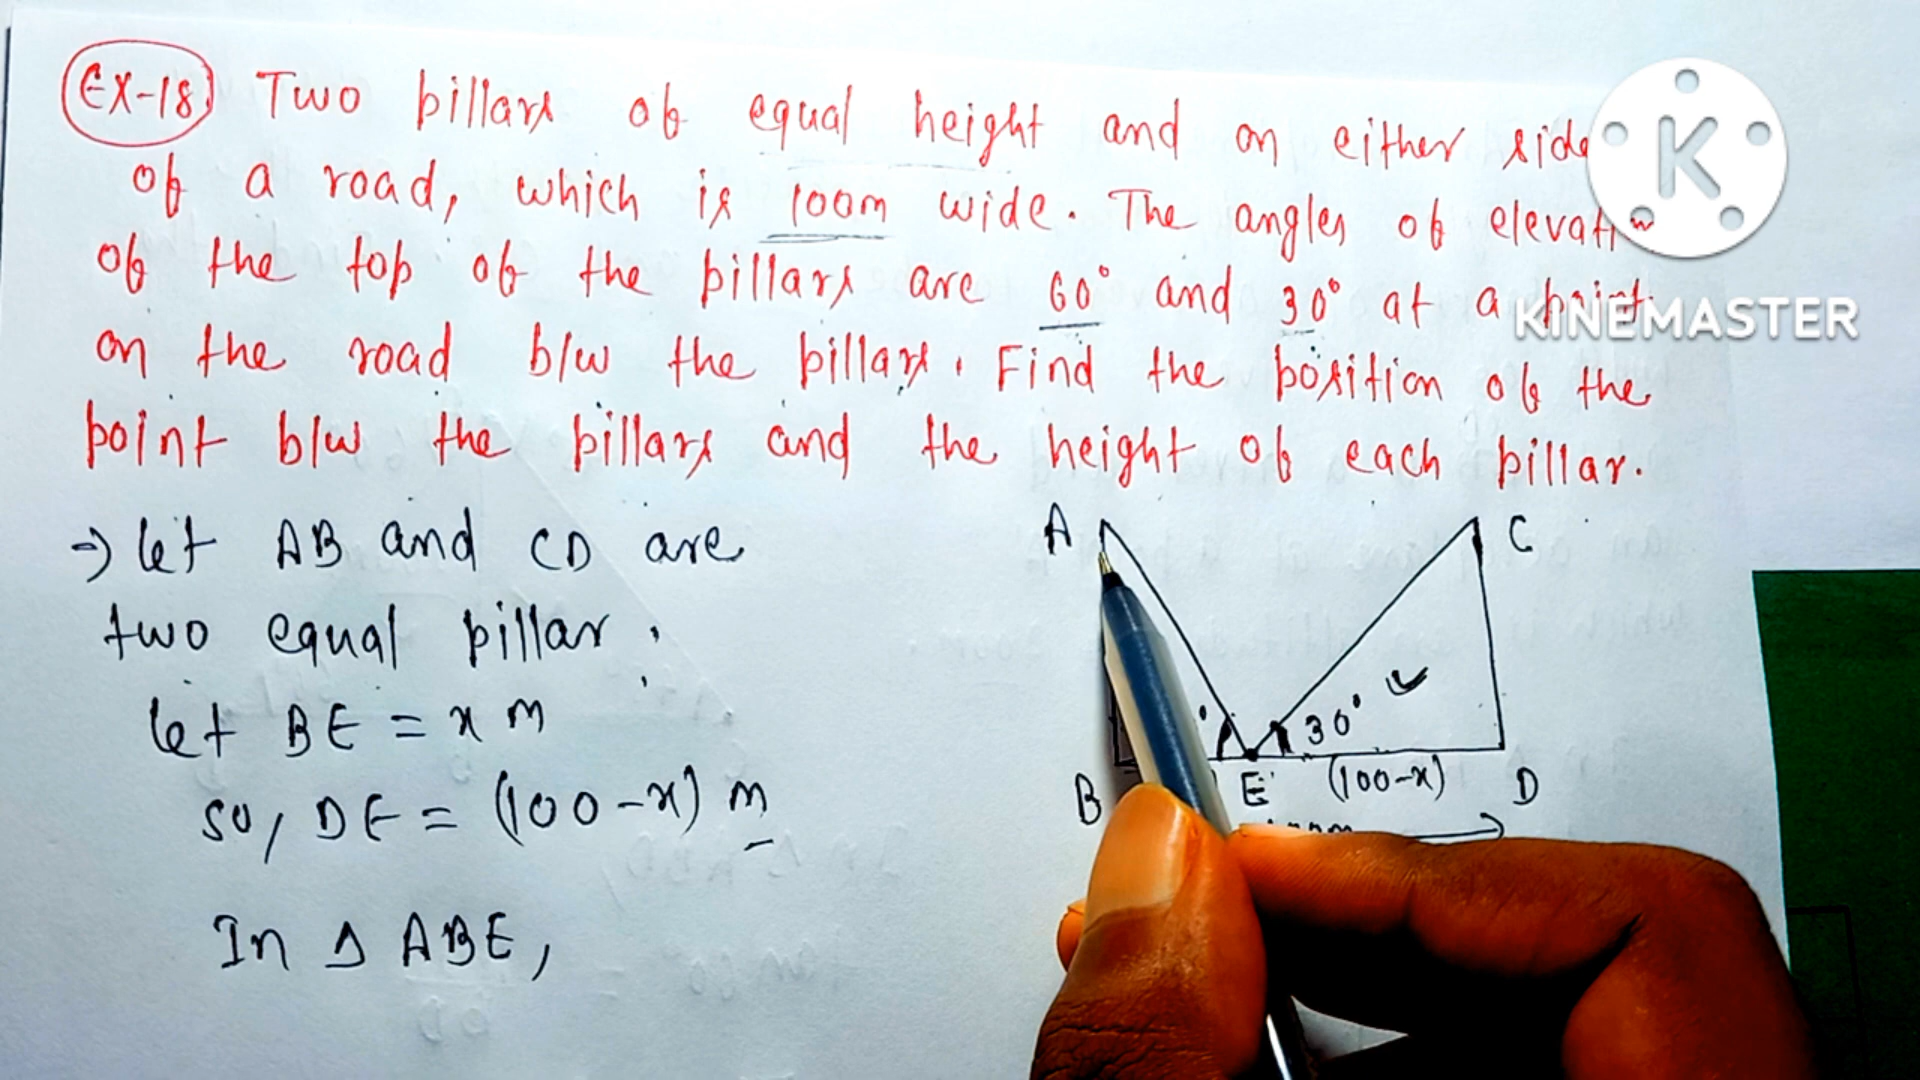 EX-18) Two pillars of equal height and on either side
of a road, which is 100m wide. The angles of
of the top of the pillars are 60° and 30° at a
on the road b/w the pillars. Find the position of the
point b/w the pillars and the height of each pillar.
→ let AB and CD are
two equal pillar.
let BE = x m
so, DE = (100-x) m
In Δ ABE,
A
C
30°
B
E
(100-x)
D
K
KINEMASTER